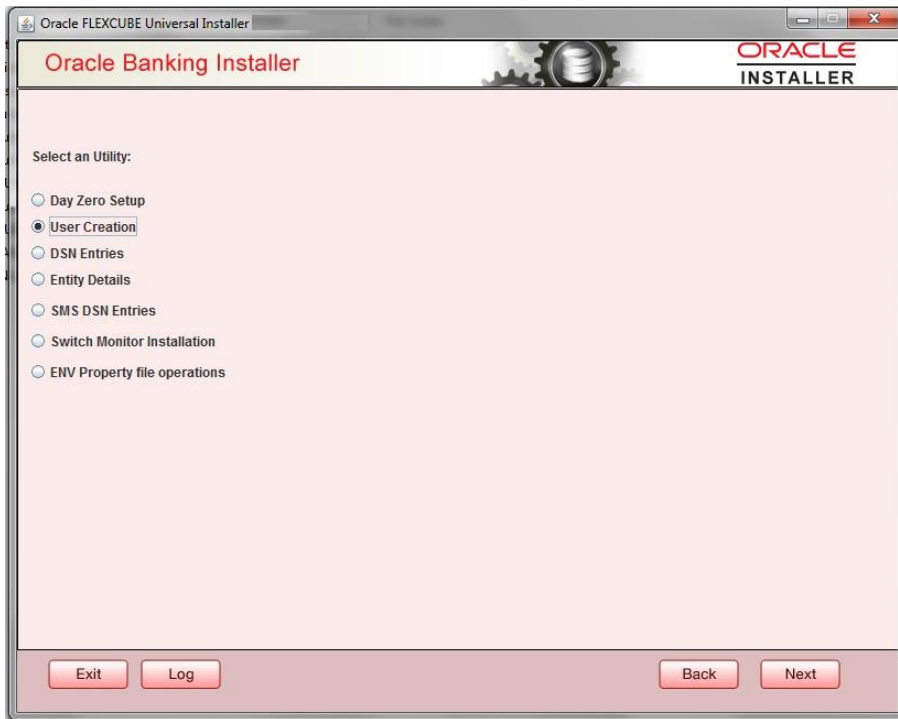 Oracle FLEXCUBE Universal Installer
Oracle Banking Installer
ORACLE
INSTALLER
Select an Utility:
Day Zero Setup
User Creation
DSN Entries
Entity Details
SMS DSN Entries
Switch Monitor Installation
ENV Property file operations
Exit
Log
Back
Next